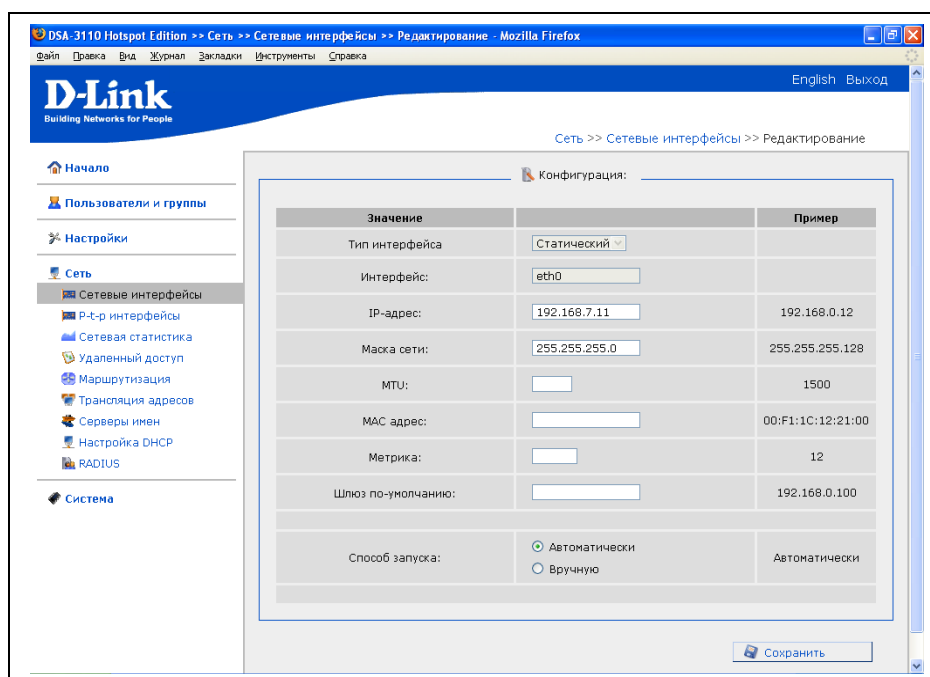 DSA-3110 Hotspot Edition >> Сеть >> Сетевые интерфейсы >> Редактирование - Mozilla Firefox
Файл Правка Вид Журнал Закладки Инструменты Справка
English Выход
D-Link
Building Networks for People
Сеть >> Сетевые интерфейсы >> Редактирование
Начало
Пользователи и группы
Настройки
Сеть
Сетевые интерфейсы
P-t-p интерфейсы
Сетевая статистика
Удаленный доступ
Маршрутизация
Трансляция адресов
Серверы имен
Настройка DHCP
RADIUS
Система
Конфигурация:
Значение Пример
Тип интерфейса Статический
Интерфейс: eth0
IP-адрес: 192.168.7.11 192.168.0.12
Маска сети: 255.255.255.0 255.255.255.128
MTU: 1500
MAC адрес: 00:F1:1C:12:21:00
Метрика: 12
Шлюз по-умолчанию: 192.168.0.100
Способ запуска: Автоматически Автоматически
Вручную
Сохранить